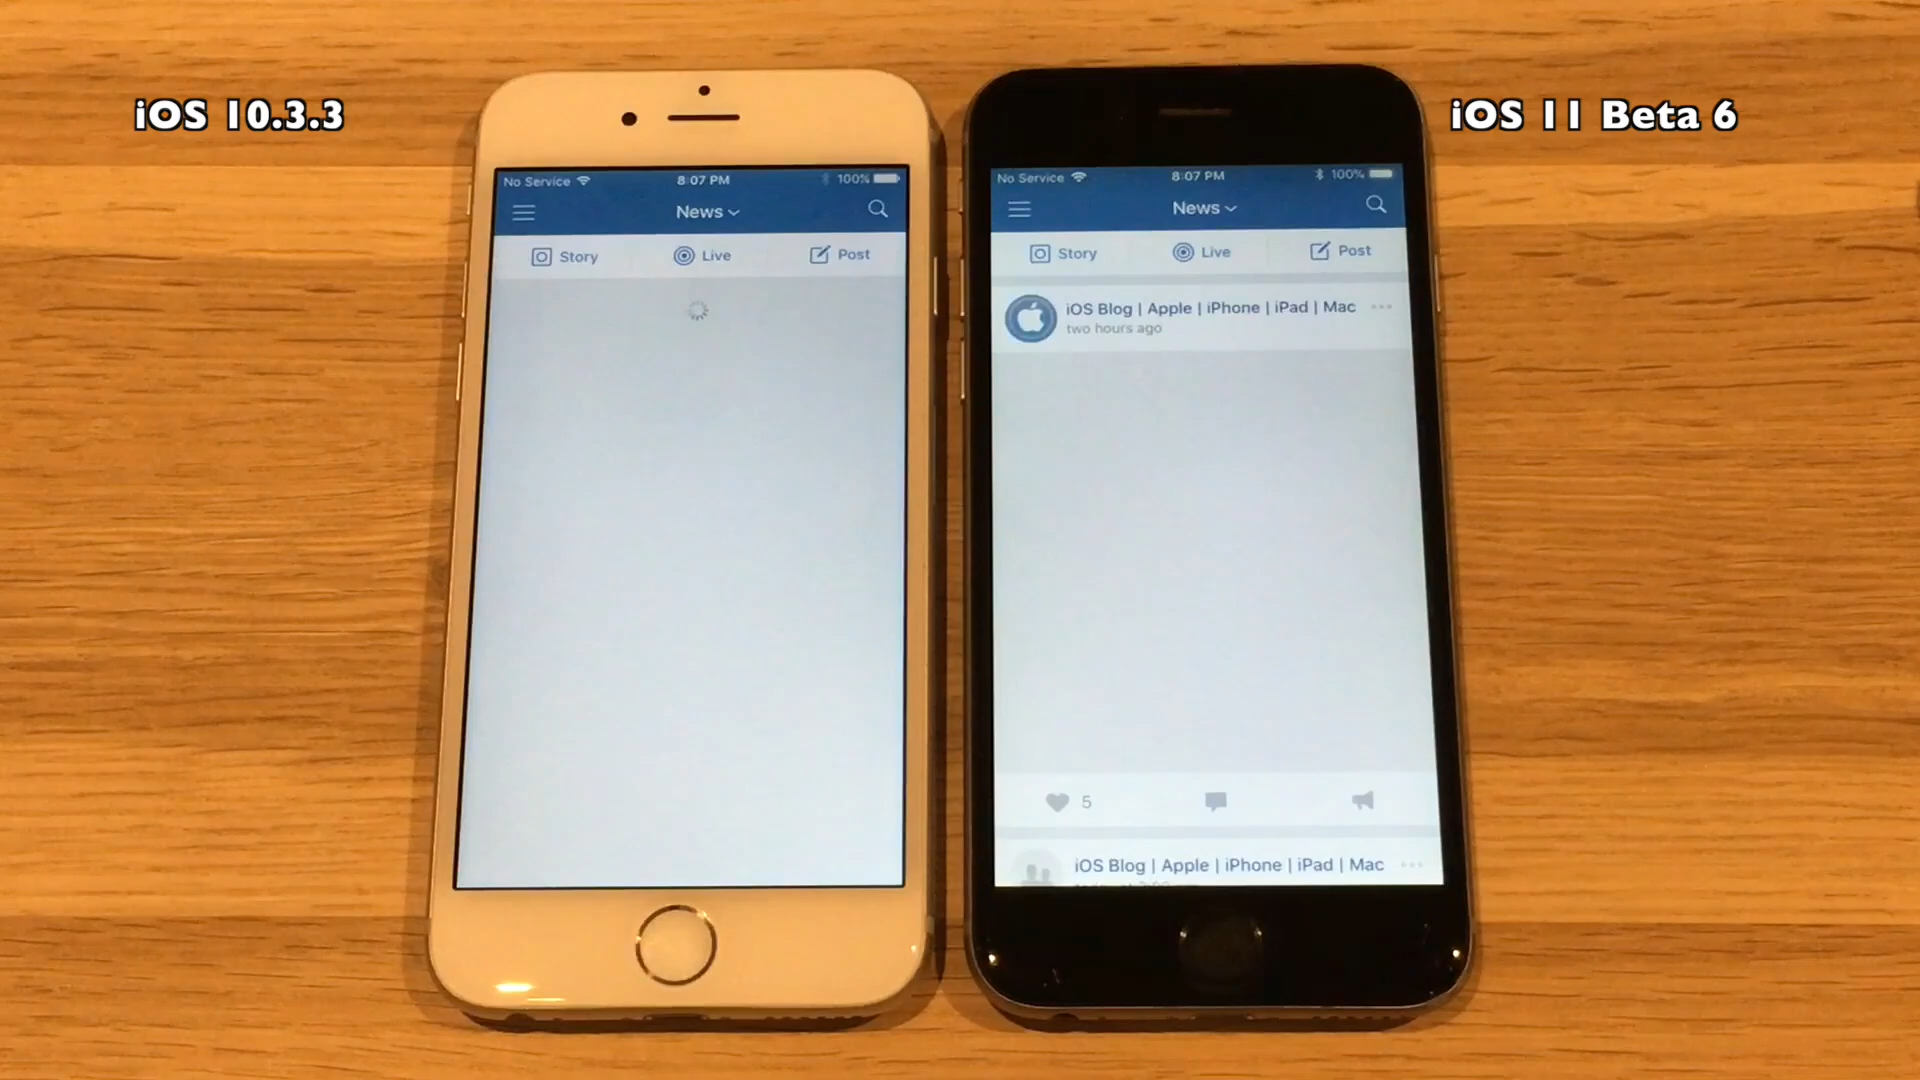 iOS 10.3.3
iOS 11 Beta 6
No Service
8:07 PM
100%
News
Story
Live
Post
No Service
8:07 PM
100%
News
Story
Live
Post
iOS Blog | Apple | iPhone | iPad | Mac
two hours ago
5
iOS Blog | Apple | iPhone | iPad | Mac